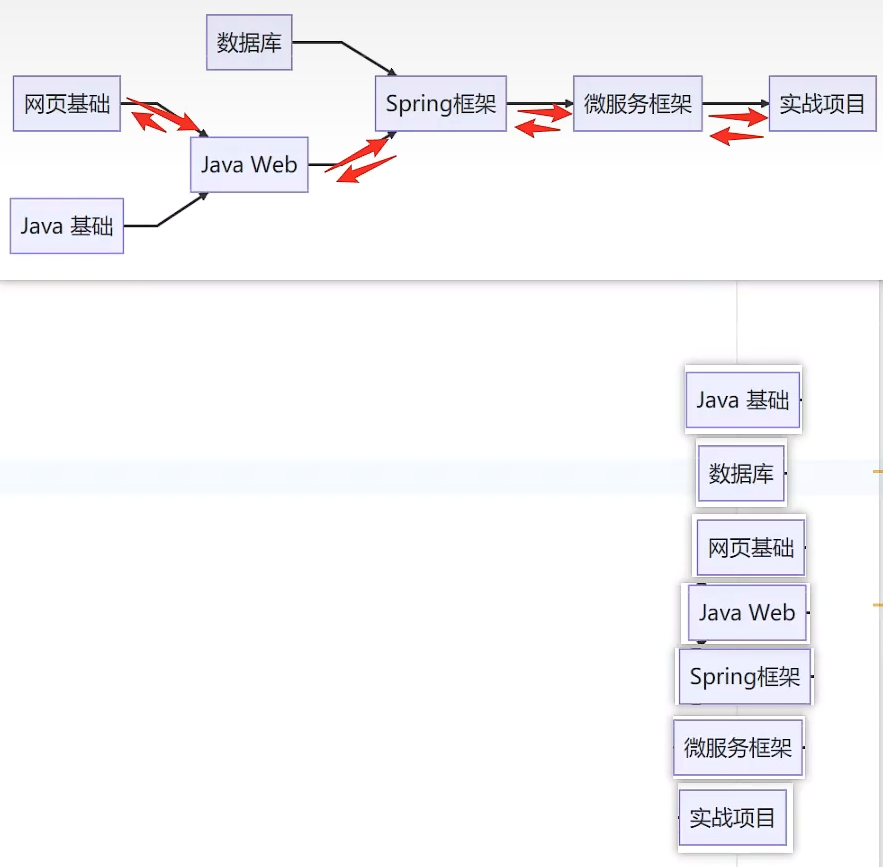 数据库
网页基础
Spring框架
微服务框架
实战项目
Java Web
Java 基础
Java 基础
数据库
网页基础
Java Web
Spring框架
微服务框架
实战项目